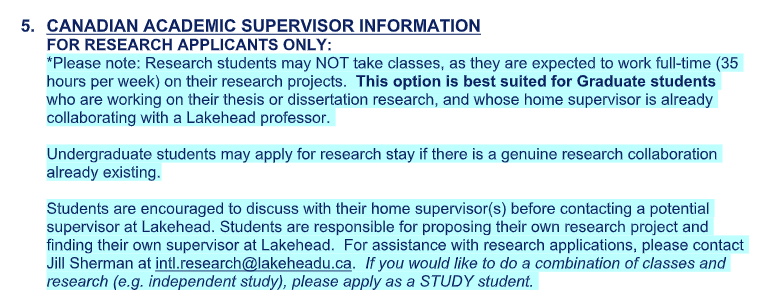 5. CANADIAN ACADEMIC SUPERVISOR INFORMATION
FOR RESEARCH APPLICANTS ONLY:
*Please note: Research students may NOT take classes, as they are expected to work full-time (35
hours per week) on their research projects. This option is best suited for Graduate students
who are working on their thesis or dissertation research, and whose home supervisor is already
collaborating with a Lakehead professor.
Undergraduate students may apply for research stay if there is a genuine research collaboration
already existing.
Students are encouraged to discuss with their home supervisor(s) before contacting a potential
supervisor at Lakehead. Students are responsible for proposing their own research project and
finding their own supervisor at Lakehead. For assistance with research applications, please contact
Jill Sherman at intl.research@lakeheadu.ca. If you would like to do a combination of classes and
research (e.g. independent study), please apply as a STUDY student.